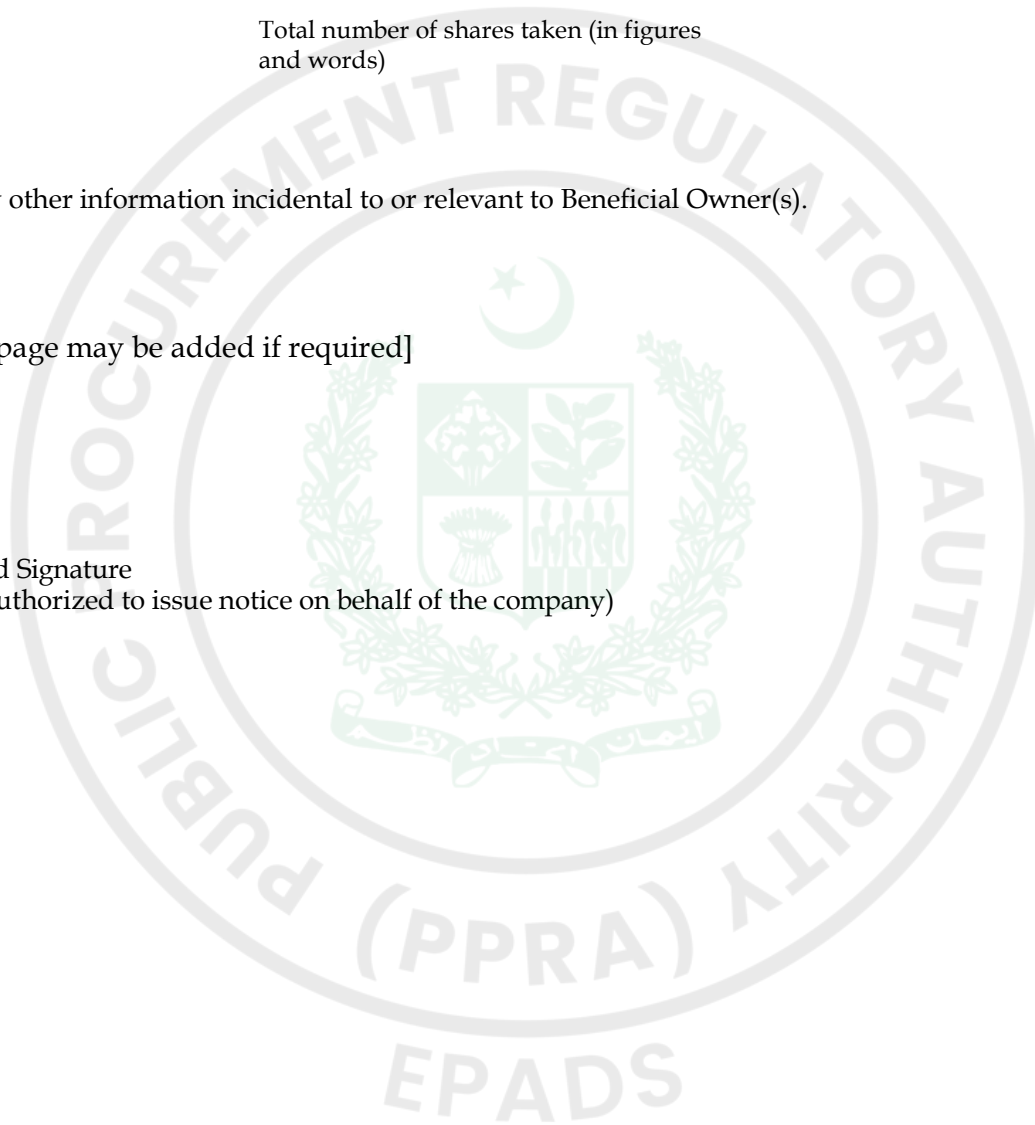 Total number of shares taken (in figures
and words)
other information incidental to or relevant to Beneficial Owner(s).
page may be added if required]
d Signature
uthorized to issue notice on behalf of the company)
PUBLIC PROCUREMENT REGULATORY AUTHORITY
(PPRA)
EPADS